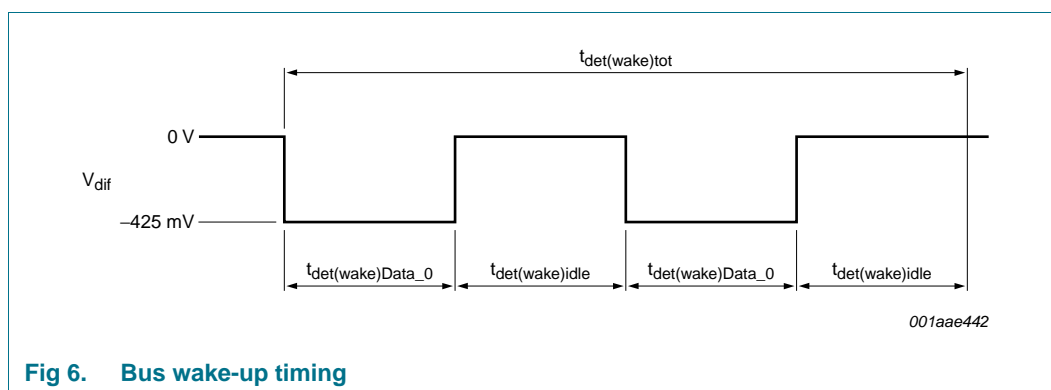 t_det(wake)tot
0 V
V_dif
−425 mV
t_det(wake)Data_0 t_det(wake)idle t_det(wake)Data_0 t_det(wake)idle
001aae442
Fig 6. Bus wake-up timing